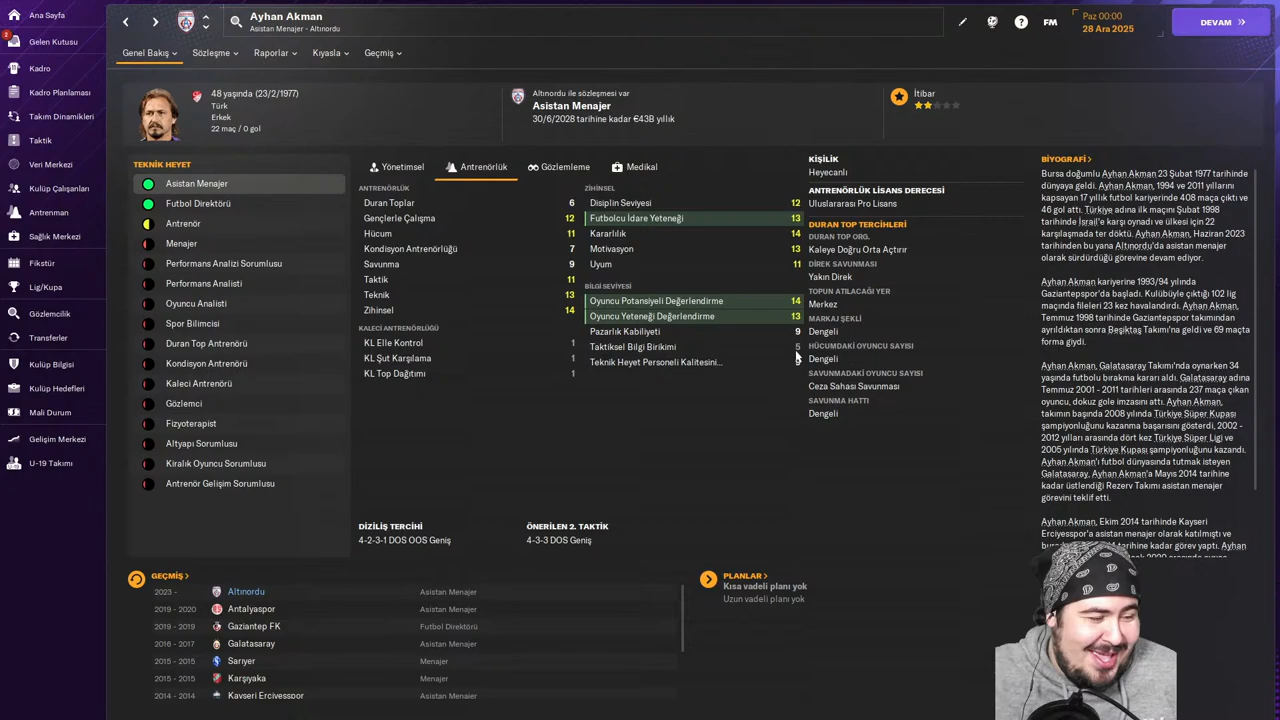 Ana Sayfa
2
Gelen Kutusu
Kadro
Kadro Planlaması
Takım Dinamikleri
Taktik
Veri Merkezi
Kulüp Çalışanları
Antrenman
Sağlık Merkezi
Fikstür
Lig/Kupa
Gözlemcilik
Transferler
Kulüp Bilgisi
Kulüp Hedefleri
Mali Durum
Gelişim Merkezi
U-19 Takımı
Ayhan Akman
Asistan Menajer - Altınordu
FM
Paz 00:00
28 Ara 2025
DEVAM
Genel Bakış
Sözleşme
Raporlar
Kıyasla
Geçmiş
48 yaşında (23/2/1977)
Türk
Erkek
22 maç / 0 gol
Altınordu ile sözleşmesi var
Asistan Menajer
30/6/2028 tarihine kadar €43B yıllık
İtibar
TEKNİK HEYET
Asistan Menajer
Futbol Direktörü
Antrenör
Menajer
Performans Analizi Sorumlusu
Performans Analisti
Oyuncu Analisti
Spor Bilimcisi
Duran Top Antrenörü
Kondisyon Antrenörü
Kaleci Antrenörü
Gözlemci
Fizyoterapist
Altyapı Sorumlusu
Kiralık Oyuncu Sorumlusu
Antrenör Gelişim Sorumlusu
Yönetimsel
Antrenörlük
Gözlemleme
Medikal
ANTRENÖRLÜK
Duran Toplar 6
Gençlerle Çalışma 12
Hücum 11
Kondisyon Antrenörlüğü 7
Savunma 9
Taktik 11
Teknik 13
Zihinsel 14
KALECİ ANTRENÖRLÜĞÜ
KL Elle Kontrol 1
KL Şut Karşılama 1
KL Top Dağıtımı 1
ZİHİNSEL
Disiplin Seviyesi 12
Futbolcu İdare Yeteneği 13
Kararlılık 14
Motivasyon 13
Uyum 11
BİLGİ SEVİYESİ
Oyuncu Potansiyeli Değerlendirme 14
Oyuncu Yeteneği Değerlendirme 13
Pazarlık Kabiliyeti 9
Taktiksel Bilgi Birikimi 5
Teknik Heyet Personeli Kalitesini...
DİZİLİŞ TERCİHİ
4-2-3-1 DOS OOS Geniş
ÖNERİLEN 2. TAKTİK
4-3-3 DOS Geniş
KİŞİLİK
Heyecanlı
ANTRENÖRLÜK LİSANS DERECESİ
Uluslararası Pro Lisans
DURAN TOP TERCİHLERİ
DURAN TOP ORG.
Kaleye Doğru Orta Açtırır
DİREK SAVUNMASI
Yakın Direk
TOPUN ATILACAĞI YER
Merkez
MARKAJ ŞEKLİ
Dengeli
HÜCUMDAKİ OYUNCU SAYISI
Dengeli
SAVUNMADAKİ OYUNCU SAYISI
Ceza Sahası Savunması
SAVUNMA HATTI
Dengeli
BİYOGRAFİ
Bursa doğumlu Ayhan Akman 23 Şubat 1977 tarihinde
dünyaya geldi. Ayhan Akman, 1994 ve 2011 yıllarını
kapsayan 17 yıllık futbol kariyerinde 408 maça çıktı ve
46 gol attı. Türkiye adına ilk maçını Şubat 1998
tarihinde İsrail'e karşı oynadı ve ülkesi için 22
karşılaşmada ter döktü. Ayhan Akman, Haziran 2023
tarihinden bu yana Altınordu'da asistan menajer
olarak sürdürdüğü görevine devam ediyor.
Ayhan Akman kariyerine 1993/94 yılında
Gaziantepspor'da başladı. Kulübüyle çıktığı 102 lig
maçında fileleri 23 kez havalandırdı. Ayhan Akman,
Temmuz 1998 tarihinde Gaziantepspor takımından
ayrıldıktan sonra Beşiktaş Takımı'na geldi ve 69 maçta
forma giydi.
Ayhan Akman, Galatasaray Takımı'nda oynarken 34
yaşında futbolu bırakma kararı aldı. Galatasaray adına
Temmuz 2001 - 2011 tarihleri arasında 237 maça çıkan
oyuncu, dokuz gole imzasını attı. Ayhan Akman,
takımın başında 2008 yılında Türkiye Süper Kupası
şampiyonluğunu kazanma başarısını gösterdi, 2002 -
2012 yılları arasında dört kez Türkiye Süper Ligi ve
2005 yılında Türkiye Kupası şampiyonluğunu kazandı.
Ayhan Akman'ı futbol dünyasında tutmak isteyen
Galatasaray, Ayhan Akman'a Mayıs 2014 tarihine
kadar üstlendiği Rezerv Takımı asistan menajer
görevini teklif etti.
Ayhan Akman, Ekim 2014 tarihinde Kayseri
Erciyesspor'a asistan menajer olarak katılmıştı ve
tarihine kadar görev yaptı. Ayhan
GEÇMİŞ
2023 - Altınordu Asistan Menajer
2019 - 2020 Antalyaspor Asistan Menajer
2019 - 2019 Gaziantep FK Futbol Direktörü
2016 - 2017 Galatasaray Asistan Menajer
2015 - 2015 Sarıyer Menajer
2015 - 2015 Karşıyaka Menajer
2014 - 2014 Kayseri Erciyesspor Asistan Menajer
PLANLAR
Kısa vadeli planı yok
Uzun vadeli planı yok